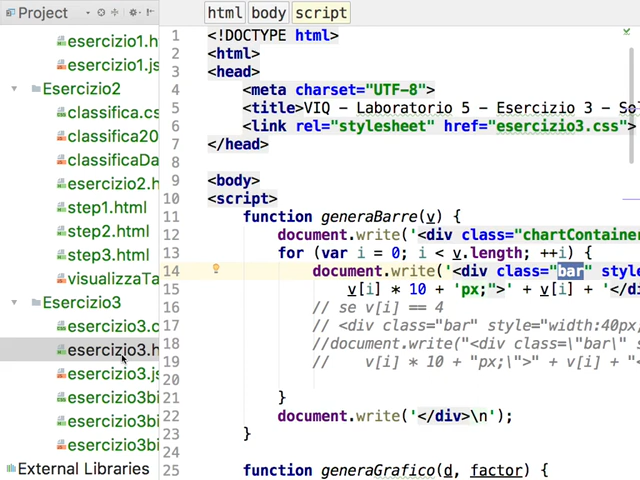 Project
html body script
esercizio1.h
esercizio1.js
Esercizio2
classifica.cs
classifica20
classificaDa
esercizio2.h
step1.html
step2.html
step3.html
visualizzaTa
Esercizio3
esercizio3.c
esercizio3.h
esercizio3.js
esercizio3bi
esercizio3bi
esercizio3bi
External Libraries
1 <!DOCTYPE html>
2 <html>
3 <head>
4 <meta charset="UTF-8">
5 <title>VIQ – Laboratorio 5 – Esercizio 3 – So
6 <link rel="stylesheet" href="esercizio3.css">
7 </head>
8
9 <body>
10 <script>
11 function generaBarre(v) {
12 document.write('<div class="chartContainer
13 for (var i = 0; i < v.length; ++i) {
14 document.write('<div class="bar" style
15 v[i] * 10 + 'px;">' + v[i] + '</di
16 // se v[i] == 4
17 // <div class="bar" style="width:40px;
18 //document.write("<div class=\"bar\" s
19 // v[i] * 10 + "px;\">" + v[i] + "<
20
21 }
22 document.write('</div>\n');
23 }
24
25 function generaGrafico(d, factor) {